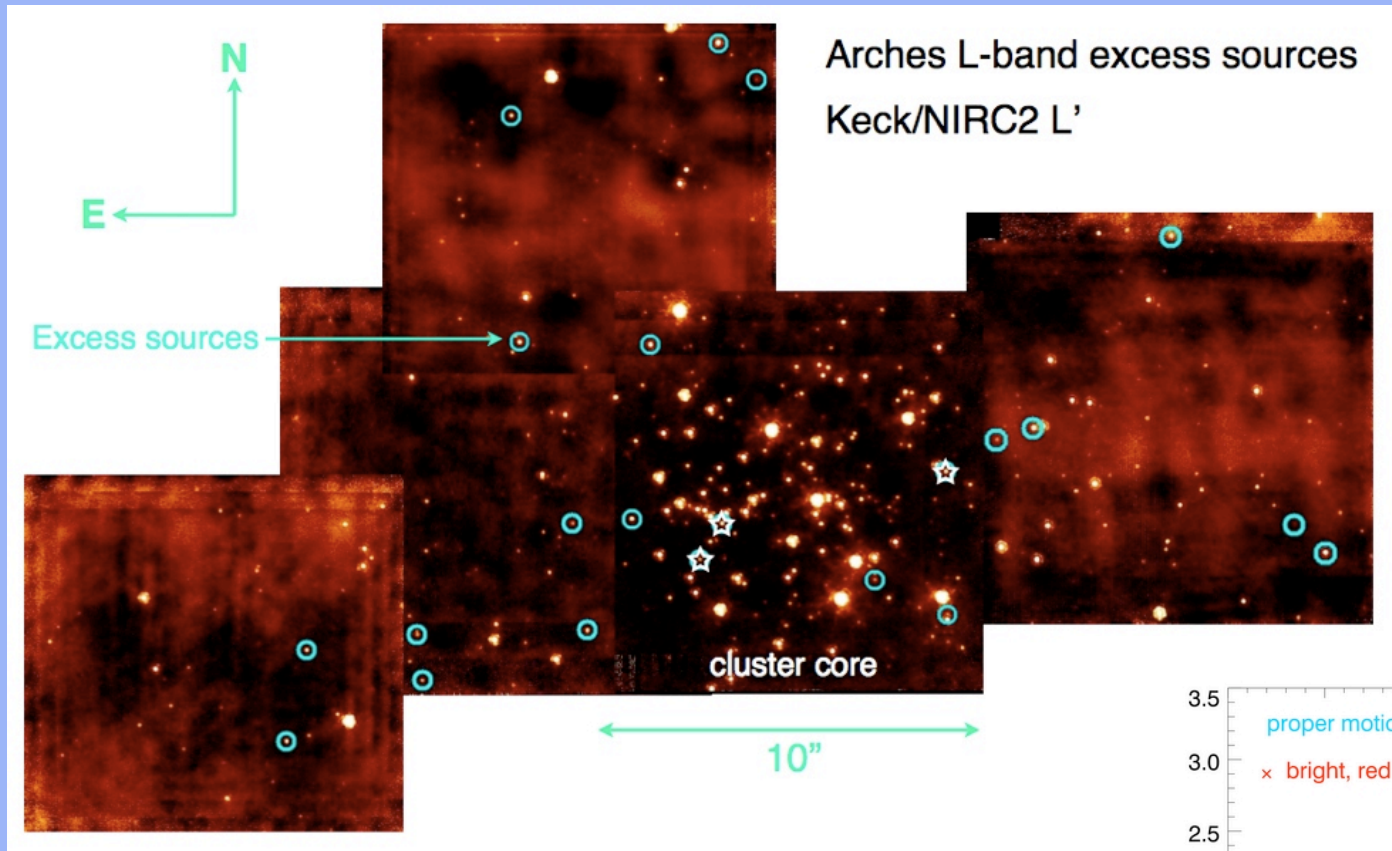 Arches L-band excess sources
Keck/NIRC2 L'
N
E
Excess sources
cluster core
10”
3.5
proper motio
3.0
× bright, red
2.5